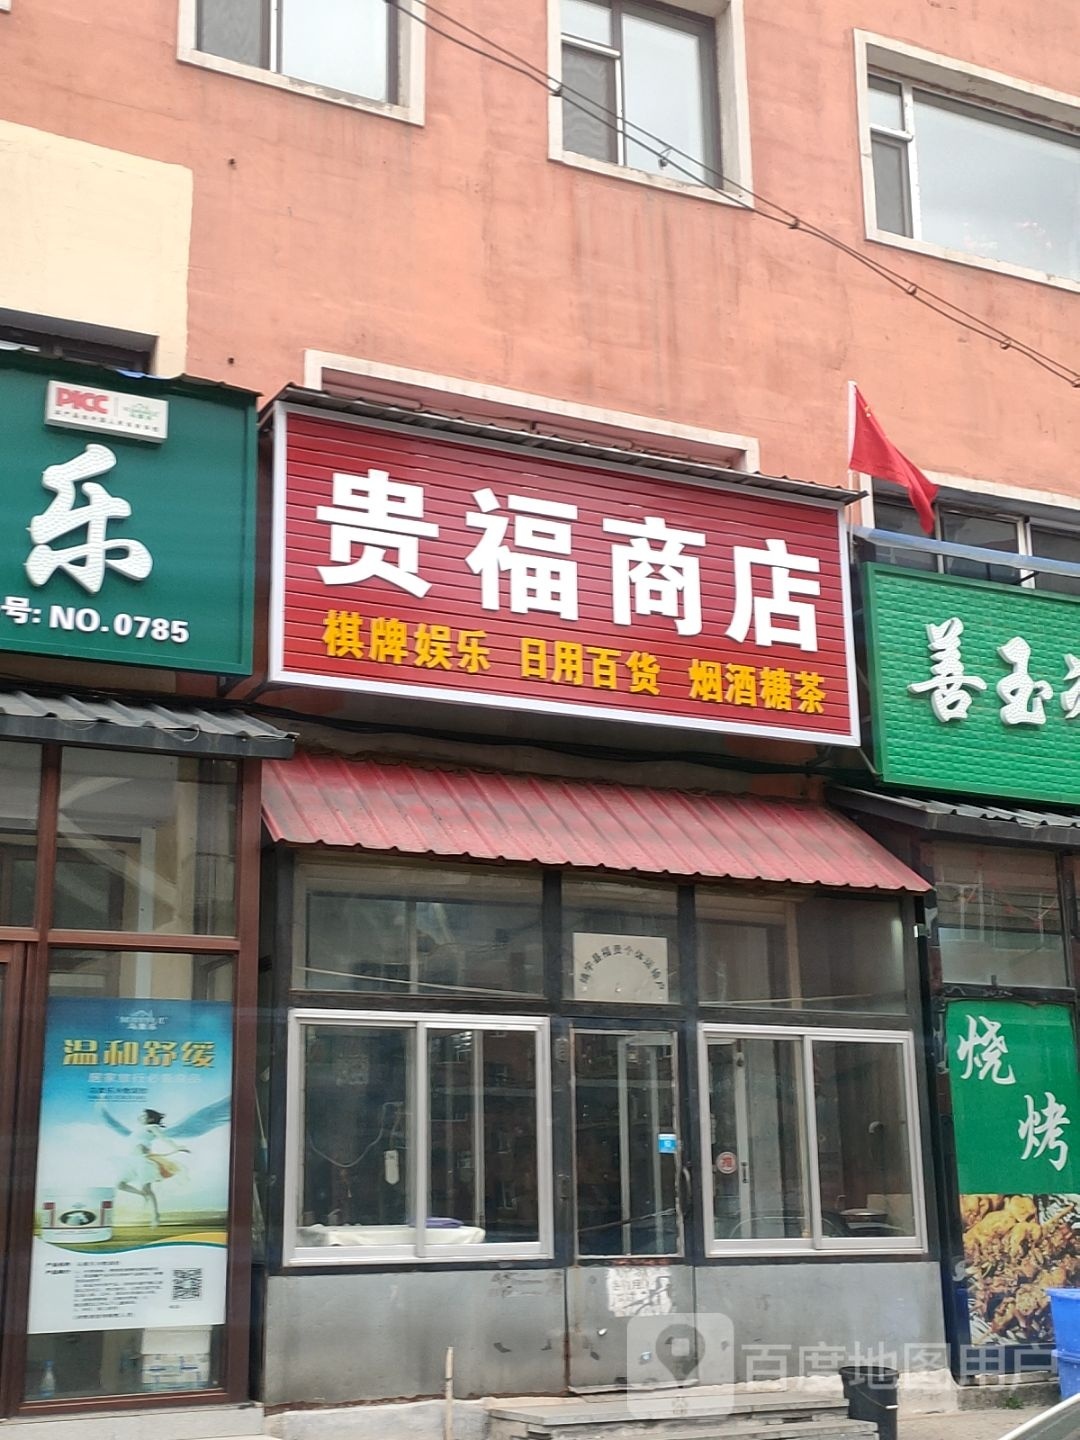 PICC
乐
号: NO.0785
贵福商店
棋牌娱乐 日用百货 烟酒糖茶
善玉
温和舒缓
烧烤
百度地图用户